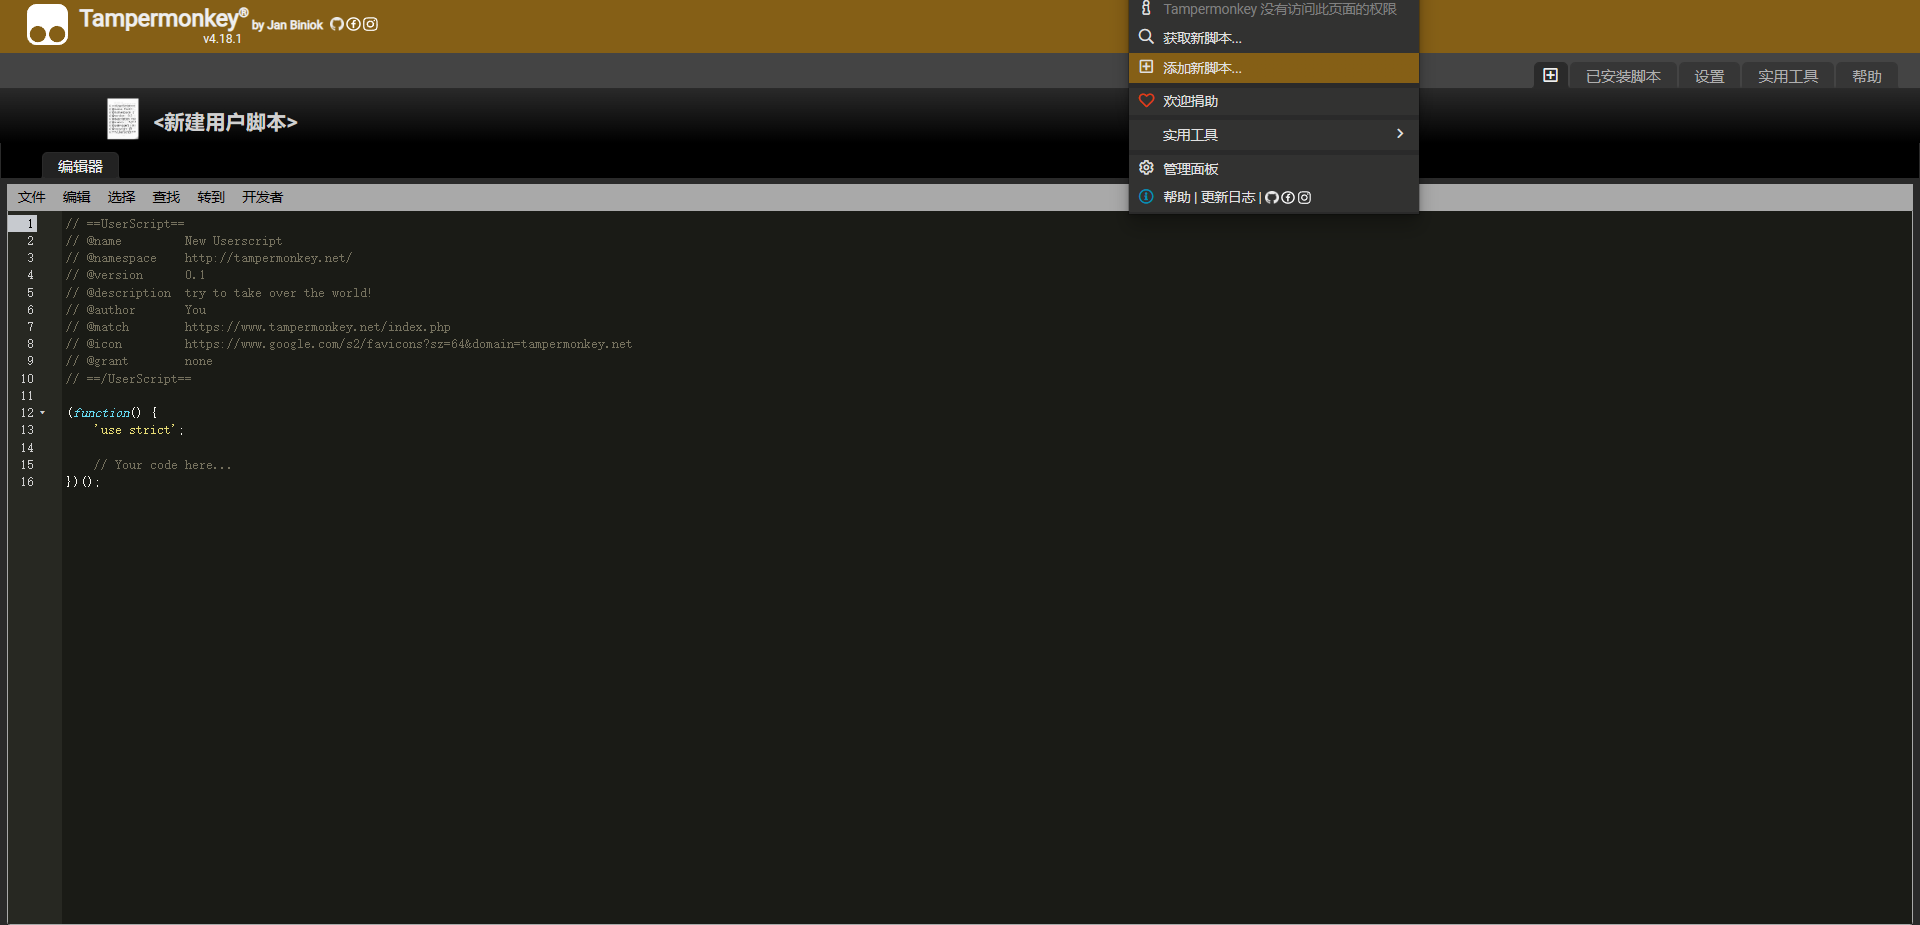 Tampermonkey® by Jan Biniok
v4.18.1
Tampermonkey 没有访问此页面的权限
获取新脚本...
添加新脚本...
欢迎捐助
实用工具
管理面板
帮助 | 更新日志 |
已安装脚本 设置 实用工具 帮助
<新建用户脚本>
编辑器
文件 编辑 选择 查找 转到 开发者
1 // ==UserScript==
2 // @name         New Userscript
3 // @namespace    http://tampermonkey.net/
4 // @version      0.1
5 // @description  try to take over the world!
6 // @author       You
7 // @match        https://www.tampermonkey.net/index.php
8 // @icon         https://www.google.com/s2/favicons?sz=64&domain=tampermonkey.net
9 // @grant        none
10 // ==/UserScript==
11
12 (function() {
13     'use strict';
14
15     // Your code here...
16 })();